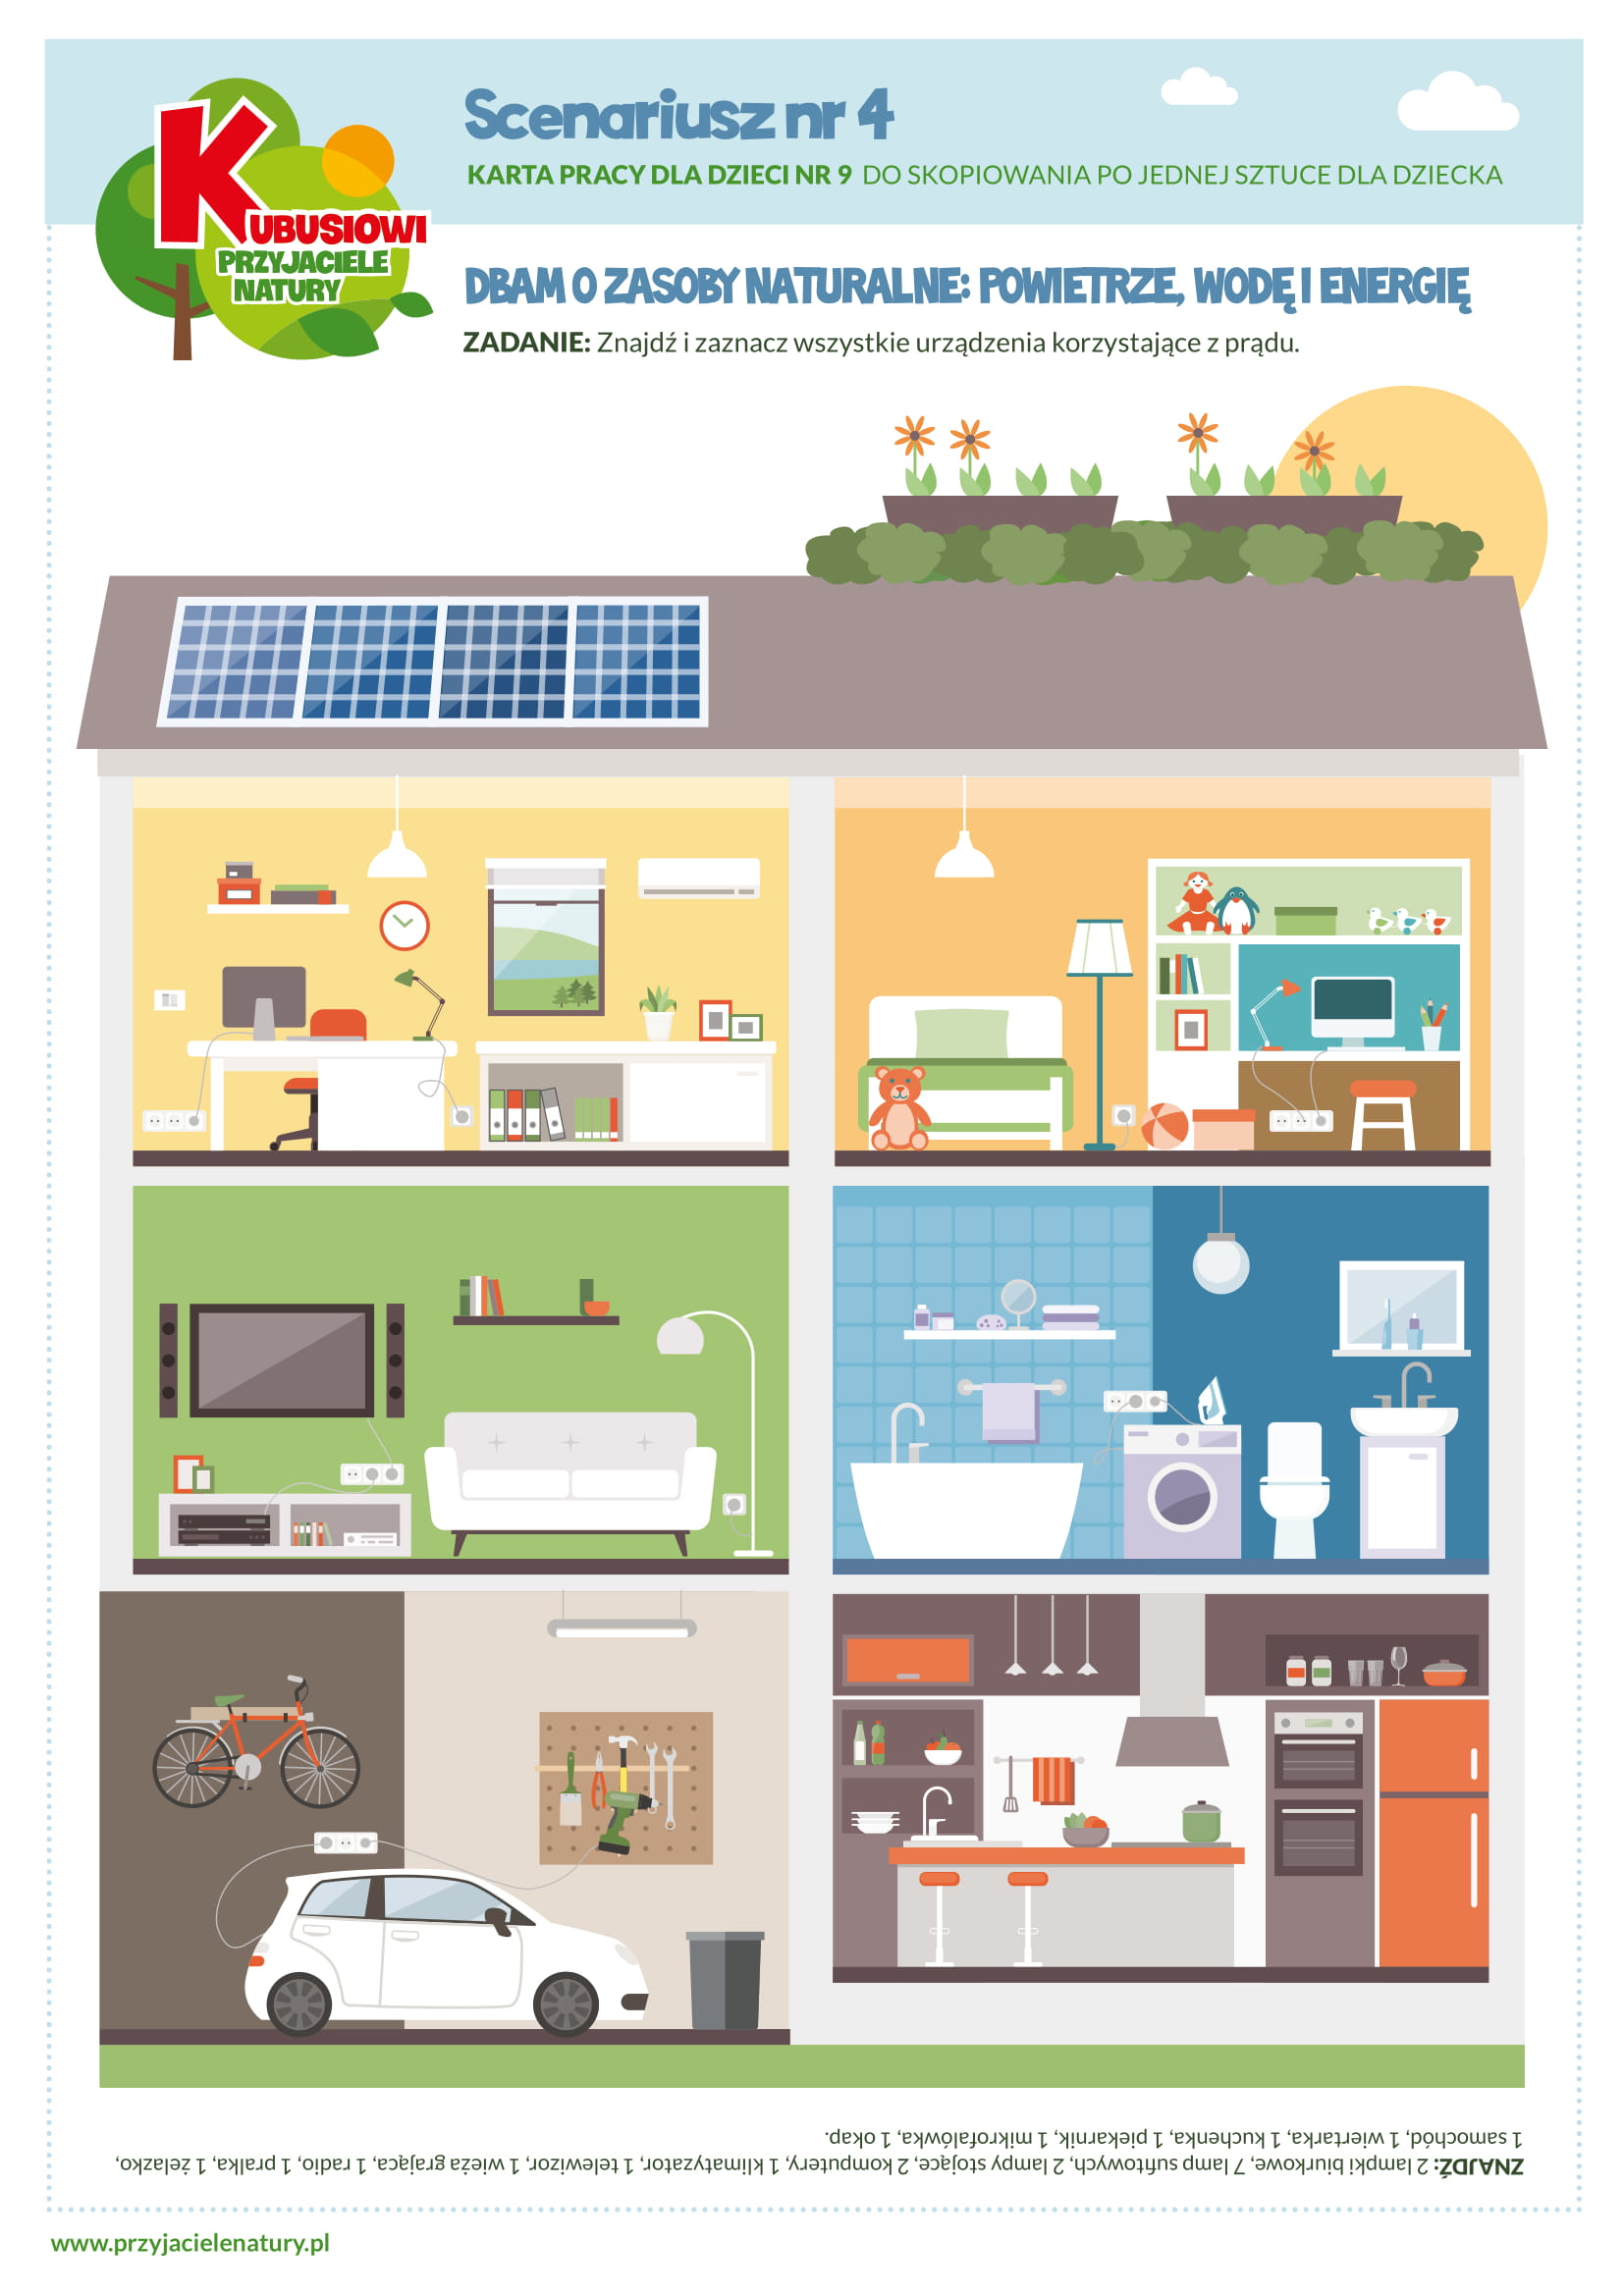 Scenariusz nr 4
KARTA PRACY DLA DZIECI NR 9 DO SKOPIOWANIA PO JEDNEJ SZTUCE DLA DZIECKA
KUBUSIOWI
PRZYJACIELE
NATURY
DBAM O ZASOBY NATURALNE: POWIETRZE, WODĘ I ENERGIĘ
ZADANIE: Znajdź i zaznacz wszystkie urządzenia korzystające z prądu.
ZNAJDŹ: 2 lampki biurkowe, 7 lamp sufitowych, 2 lampy stojące, 2 komputery, 1 klimatyzator, 1 telewizor, 1 wieża grająca, 1 radio, 1 pralka, 1 żelazko,
1 samochód, 1 wiertarka, 1 kuchenka, 1 piekarnik, 1 mikrofalówka, 1 okap.
www.przyjacielenatury.pl